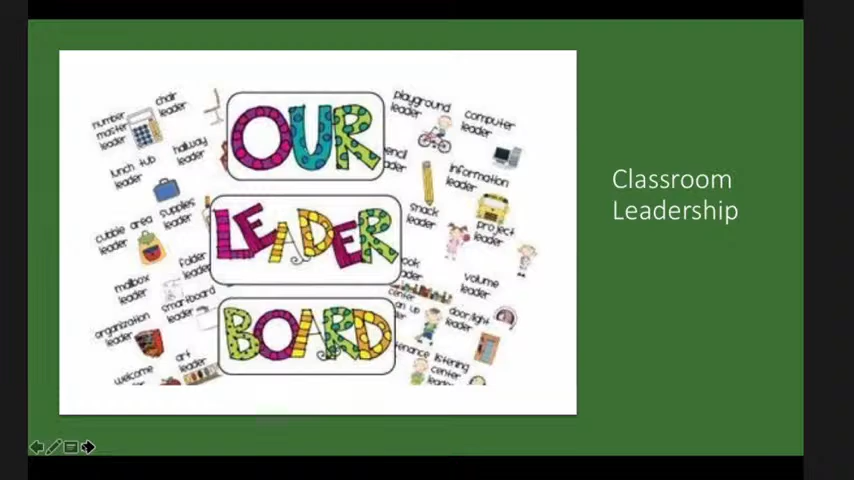 number
master
leader
chair
leader
lunch tub
leader
hallway
leader
cubbie area
leader
supplies
leader
mailbox
leader
folder
leader
smartboard
leader
organization
leader
art
leader
welcome
OUR
LEADER
BOARD
playground
leader
computer
leader
information
leader
snack
leader
project
leader
volume
leader
center
door/light
leader
listening
center
leader
Classroom
Leadership